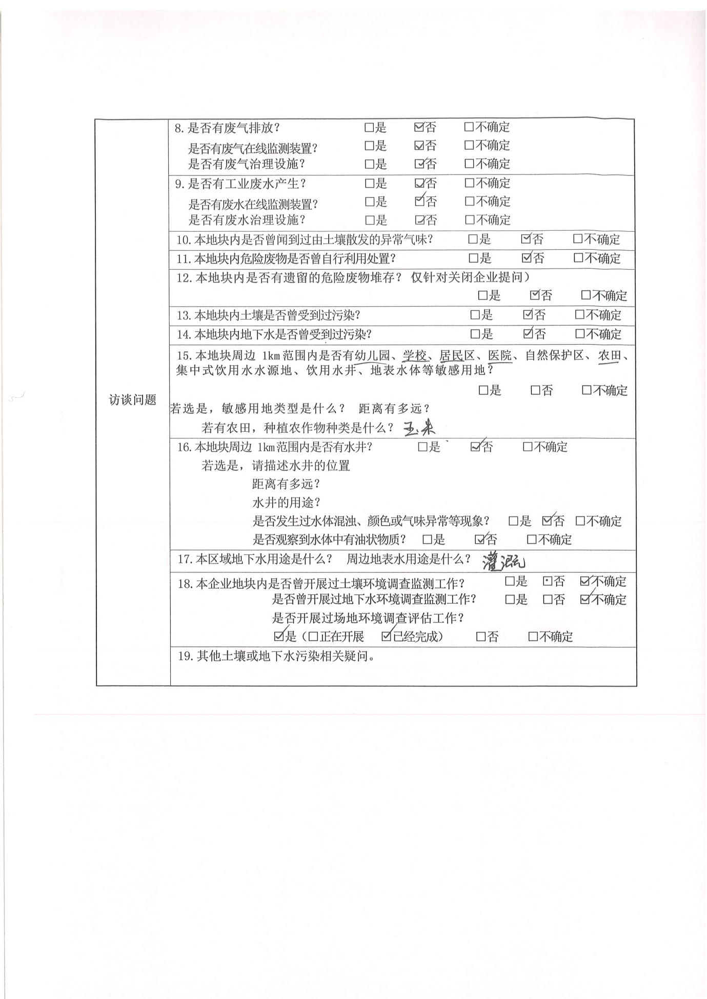 8. 是否有废气排放？ □是 ☑否 □不确定
是否有废气在线监测装置？ □是 ☑否 □不确定
是否有废气治理设施？ □是 ☑否 □不确定
9. 是否有工业废水产生？ □是 ☑否 □不确定
是否有废水在线监测装置？ □是 ☑否 □不确定
是否有废水治理设施？ □是 ☑否 □不确定
10. 本地块内是否曾闻到过由土壤散发的异常气味？ □是 ☑否 □不确定
11. 本地块内危险废物是否曾自行利用处置？ □是 ☑否 □不确定
12. 本地块内是否有遗留的危险废物堆存？ 仅针对关闭企业提问）
□是 ☑否 □不确定
13. 本地块内土壤是否曾受到过污染？ □是 ☑否 □不确定
14. 本地块内地下水是否曾受到过污染？ □是 ☑否 □不确定
15. 本地块周边 1km 范围内是否有幼儿园、学校、居民区、医院、自然保护区、农田、
集中式饮用水水源地、饮用水井、地表水体等敏感用地？
□是 □否 □不确定
访谈问题
若选是，敏感用地类型是什么？ 距离有多远？
若有农田，种植农作物种类是什么？ 玉米
16. 本地块周边 1km 范围内是否有水井？ □是 ☑否 □不确定
若选是，请描述水井的位置
距离有多远？
水井的用途？
是否发生过水体混浊、颜色或气味异常等现象？ □是 ☑否 □不确定
是否观察到水体中有油状物质？ □是 ☑否 □不确定
17. 本区域地下水用途是什么？ 周边地表水用途是什么？ 灌溉
18. 本企业地块内是否曾开展过土壤环境调查监测工作？ □是 □否 ☑不确定
是否曾开展过地下水环境调查监测工作？ □是 □否 ☑不确定
是否开展过场地环境调查评估工作？
☑是（□正在开展 ☑已经完成） □否 □不确定
19. 其他土壤或地下水污染相关疑问。